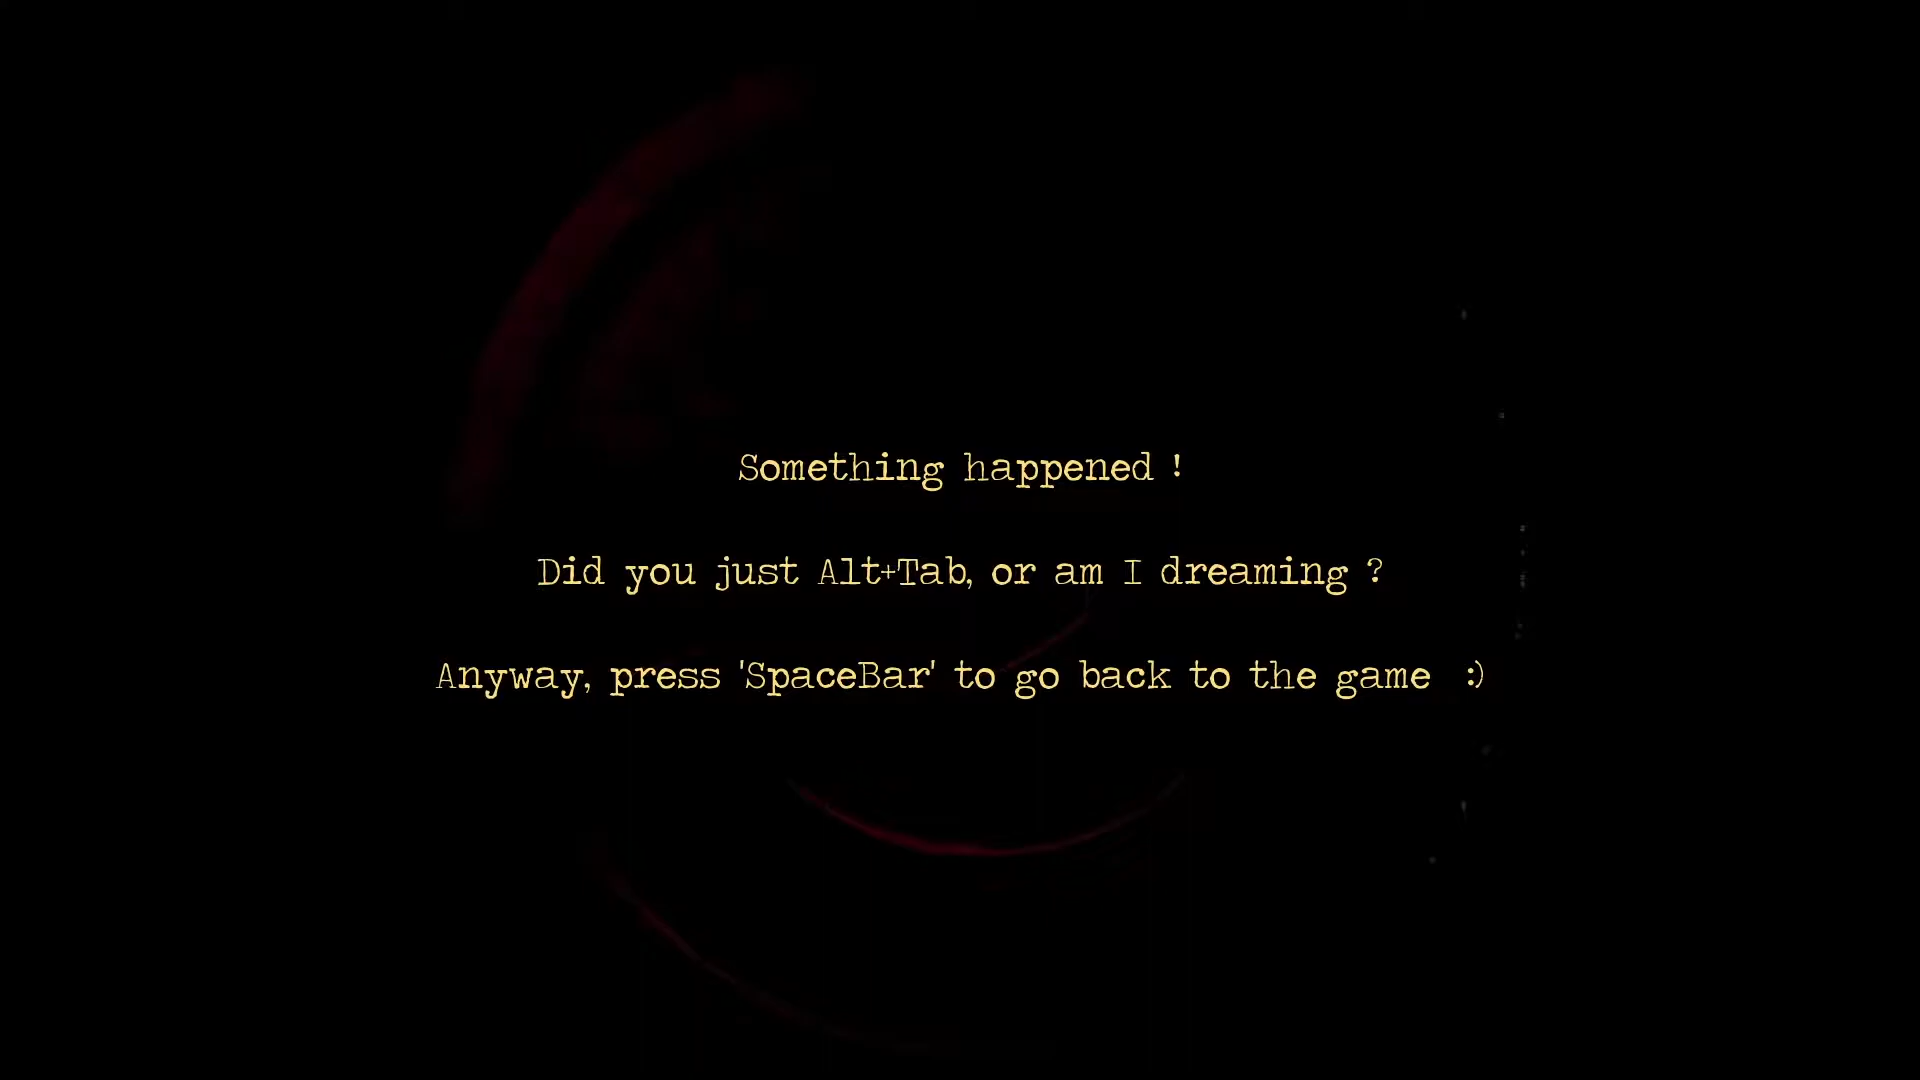 Something happened !
Did you just Alt+Tab, or am I dreaming ?
Anyway, press 'SpaceBar' to go back to the game :)